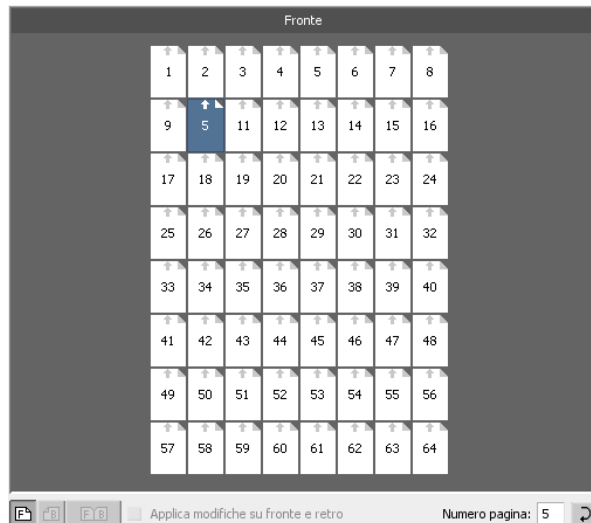 Fronte
1 2 3 4 5 6 7 8
9 5 11 12 13 14 15 16
17 18 19 20 21 22 23 24
25 26 27 28 29 30 31 32
33 34 35 36 37 38 39 40
41 42 43 44 45 46 47 48
49 50 51 52 53 54 55 56
57 58 59 60 61 62 63 64
F B F B Applica modifiche su fronte e retro Numero pagina: 5